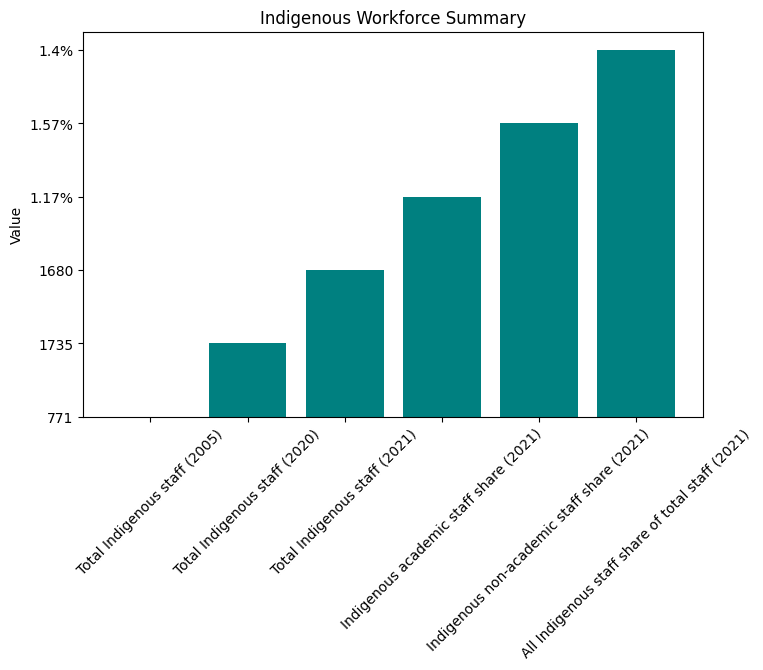 Indigenous Workforce Summary
1.4%
1.57%
1.17%
1680
1735
771
Value
Total Indigenous staff (2005)
Total Indigenous staff (2020)
Total Indigenous staff (2021)
Indigenous academic staff share (2021)
Indigenous non-academic staff share (2021)
All Indigenous staff share of total staff (2021)